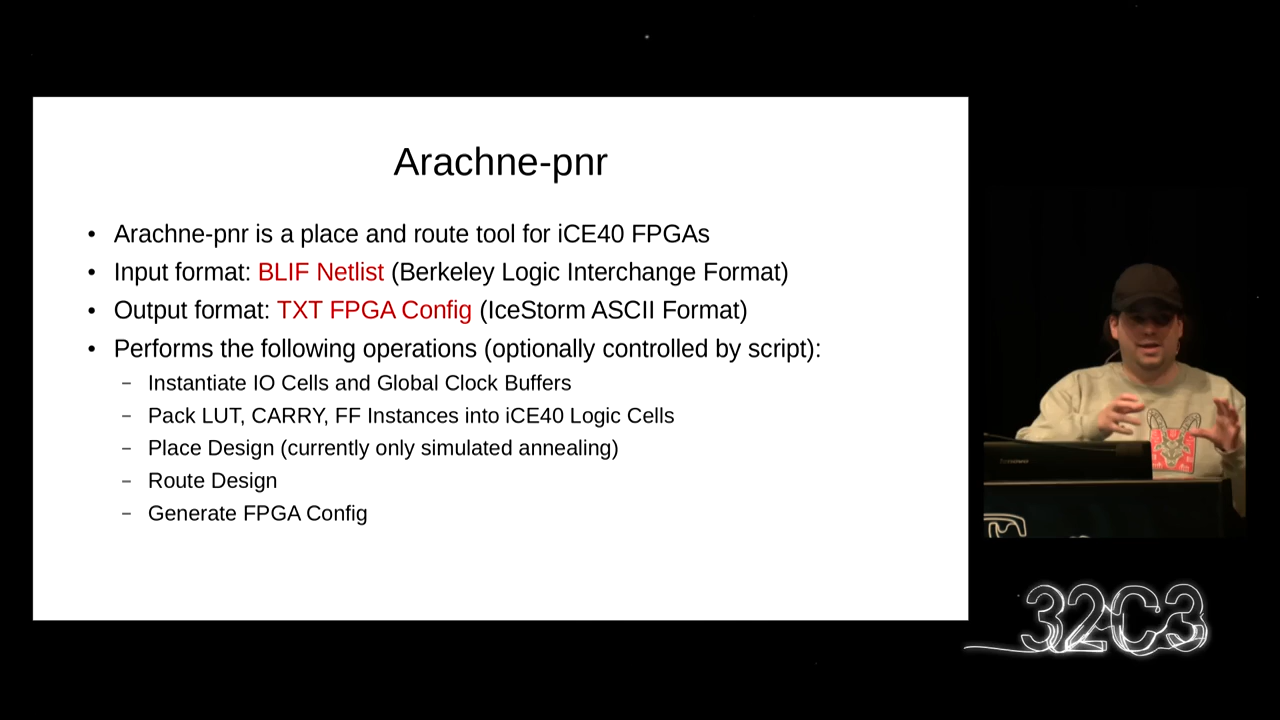 Arachne-pnr
• Arachne-pnr is a place and route tool for iCE40 FPGAs
• Input format: BLIF Netlist (Berkeley Logic Interchange Format)
• Output format: TXT FPGA Config (IceStorm ASCII Format)
• Performs the following operations (optionally controlled by script):
– Instantiate IO Cells and Global Clock Buffers
– Pack LUT, CARRY, FF Instances into iCE40 Logic Cells
– Place Design (currently only simulated annealing)
– Route Design
– Generate FPGA Config
lenovo
32C3